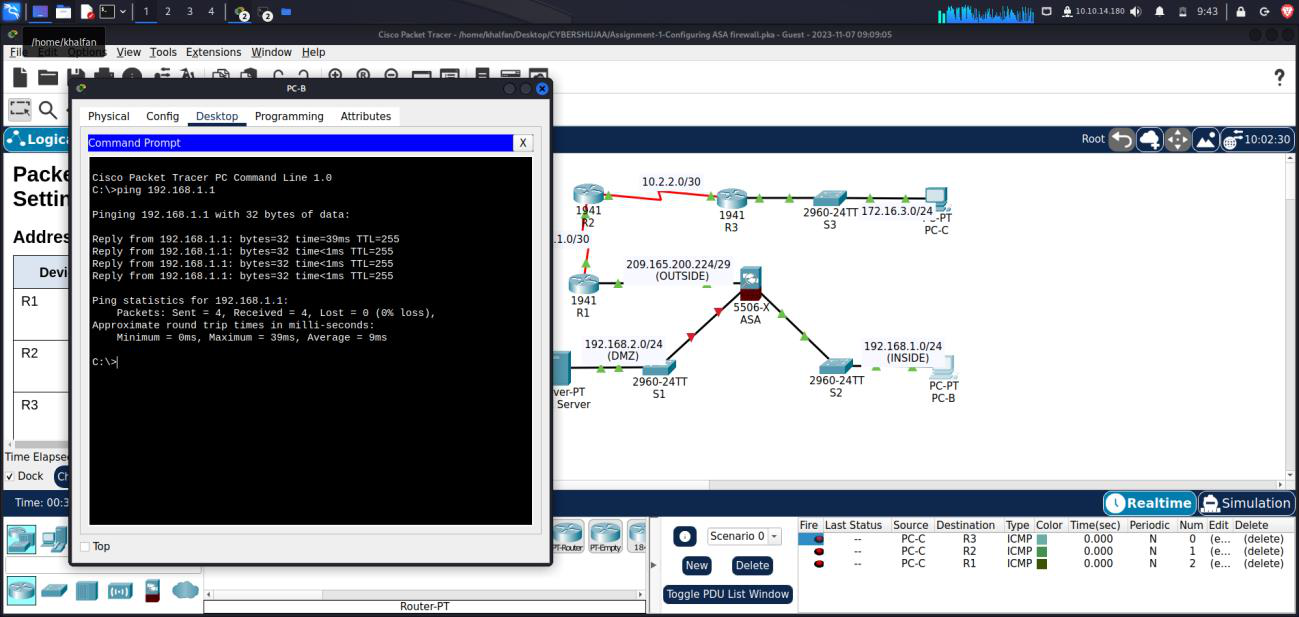 1 2 3 4
2
2
10.10.14.180
9:43
Cisco Packet Tracer - /home/khalfan/Desktop/CYBERSHUJAA/Assignment-1-Configuring ASA firewall.pka - Guest - 2023-11-07 09:09:05
/home/khalfan
File Edit Options View Tools Extensions Window Help
?
PC-B
Physical Config Desktop Programming Attributes
Command Prompt X
Cisco Packet Tracer PC Command Line 1.0
C:\>ping 192.168.1.1
Pinging 192.168.1.1 with 32 bytes of data:
Reply from 192.168.1.1: bytes=32 time=39ms TTL=255
Reply from 192.168.1.1: bytes=32 time<1ms TTL=255
Reply from 192.168.1.1: bytes=32 time<1ms TTL=255
Reply from 192.168.1.1: bytes=32 time<1ms TTL=255
Ping statistics for 192.168.1.1:
Packets: Sent = 4, Received = 4, Lost = 0 (0% loss),
Approximate round trip times in milli-seconds:
Minimum = 0ms, Maximum = 39ms, Average = 9ms
C:\>
Top
Logica
Root
10:02:30
Packe
Settin
Addres
Devi
R1
R2
R3
Time Elapse
Dock
Ch
Time: 00:3
10.2.2.0/30
1941
R2
1941
R3
2960-24TT
S3
172.16.3.0/24
PC-PT
PC-C
.1.0/30
209.165.200.224/29
(OUTSIDE)
1941
R1
5506-X
ASA
192.168.2.0/24
(DMZ)
192.168.1.0/24
(INSIDE)
ver-PT
Server
2960-24TT
S1
2960-24TT
S2
PC-PT
PC-B
Realtime Simulation
PT-Router PT-Empty 18
Router-PT
Scenario 0
New Delete
Toggle PDU List Window
Fire Last Status Source Destination Type Color Time(sec) Periodic Num Edit Delete
-- PC-C R3 ICMP 0.000 N 0 (e... (delete)
-- PC-C R2 ICMP 0.000 N 1 (e... (delete)
-- PC-C R1 ICMP 0.000 N 2 (e... (delete)